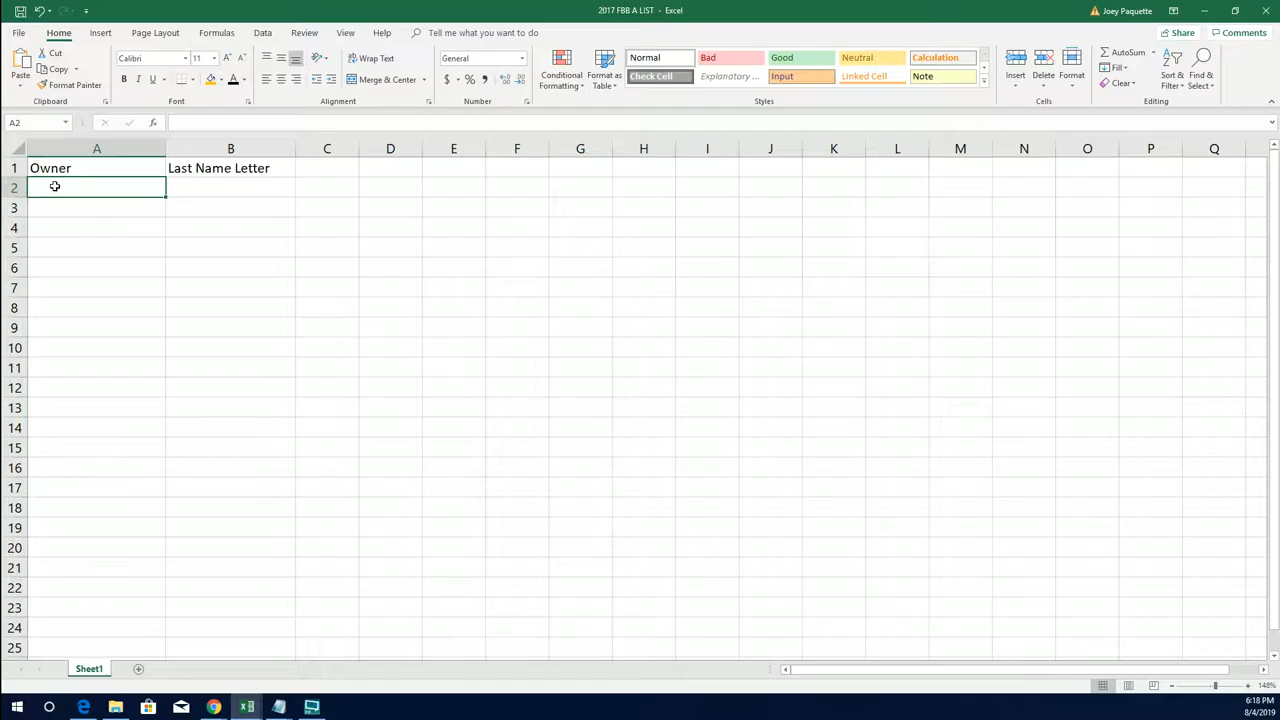 2017 FBB A LIST - Excel
Joey Paquette
File Home Insert Page Layout Formulas Data Review View Help Tell me what you want to do
Share Comments
Paste
Cut
Copy
Format Painter
Clipboard
Calibri 11
B I U
Font
Wrap Text
Merge & Center
Alignment
General
$ % ,
Number
Conditional Formatting
Format as Table
Normal Bad Good Neutral Calculation
Check Cell Explanatory ... Input Linked Cell Note
Styles
Insert Delete Format
Cells
AutoSum
Fill
Clear
Sort & Filter
Find & Select
Editing
A2 fx
A B C D E F G H I J K L M N O P Q
1 Owner Last Name Letter
2
3
4
5
6
7
8
9
10
11
12
13
14
15
16
17
18
19
20
21
22
23
24
25
Sheet1
148%
6:18 PM
8/4/2019